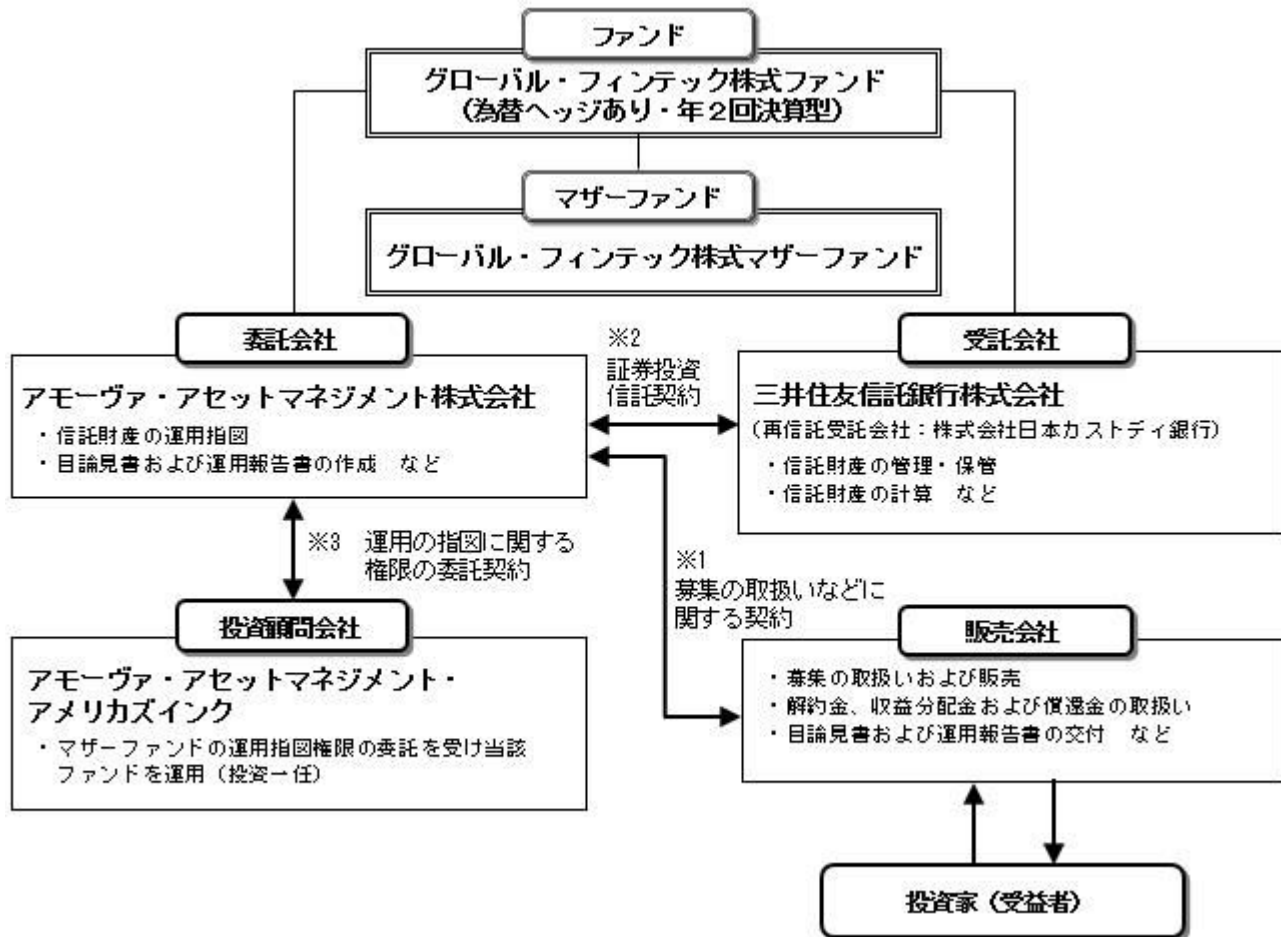 ファンド
グローバル・フィンテック株式ファンド
(為替ヘッジあり・年２回決算型)
マザーファンド
グローバル・フィンテック株式マザーファンド
委託会社
アモーヴァ・アセットマネジメント株式会社
・信託財産の運用指図
・目論見書および運用報告書の作成　など
※2
証券投資
信託契約
受託会社
三井住友信託銀行株式会社
(再信託受託会社：株式会社日本カストディ銀行)
・信託財産の管理・保管
・信託財産の計算　など
※3　運用の指図に関する
権限の委託契約
※1
募集の取扱いなどに
関する契約
投資顧問会社
アモーヴァ・アセットマネジメント・
アメリカズインク
・マザーファンドの運用指図権限の委託を受け当該
ファンドを運用（投資一任）
販売会社
・募集の取扱いおよび販売
・解約金、収益分配金および償還金の取扱い
・目論見書および運用報告書の交付　など
投資家（受益者）